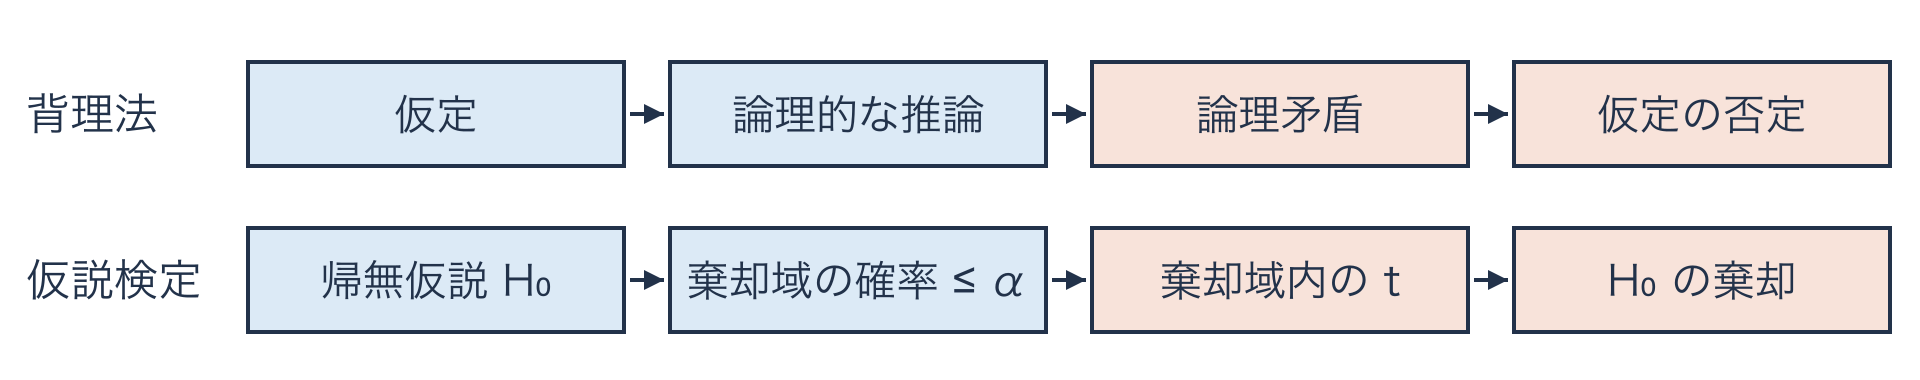 背理法
仮定
論理的な推論
論理矛盾
仮定の否定
仮説検定
帰無仮説 H₀
棄却域の確率 ≤ α
棄却域内の t
H₀ の棄却